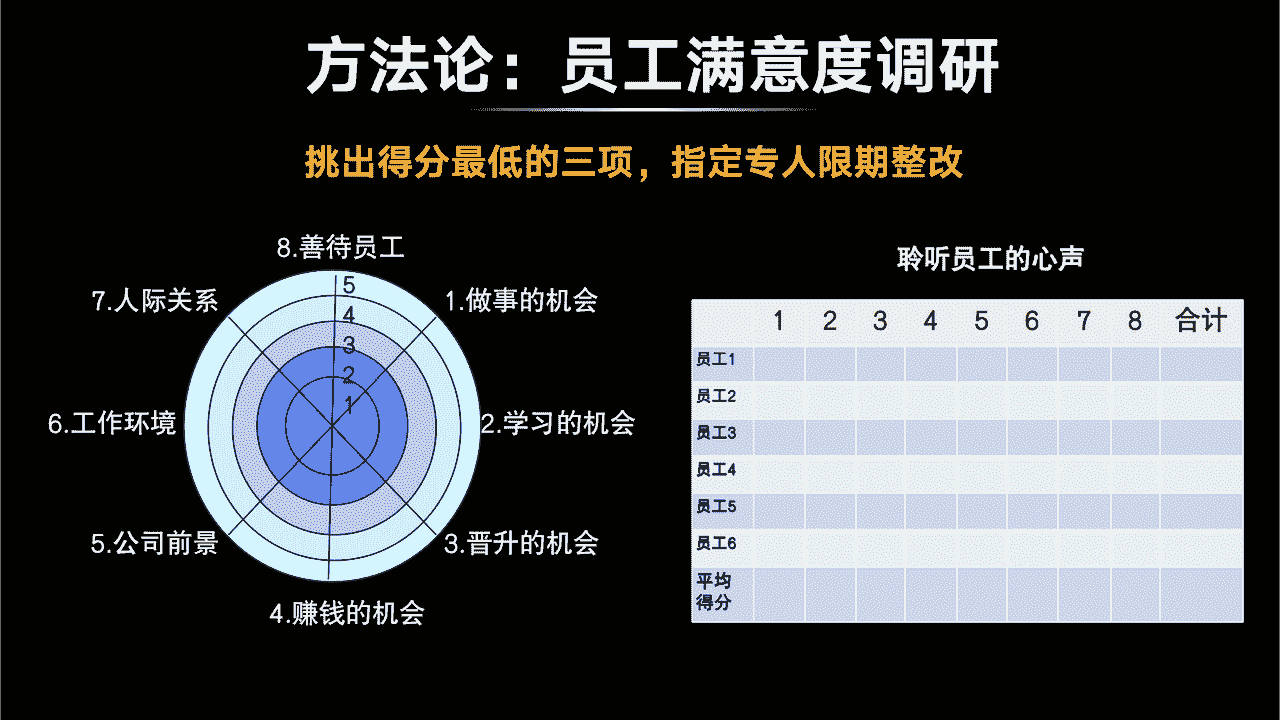 方法论：员工满意度调研
挑出得分最低的三项，指定专人限期整改
8.善待员工
7.人际关系
1.做事的机会
6.工作环境
2.学习的机会
5.公司前景
3.晋升的机会
4.赚钱的机会
5
4
3
2
1
聆听员工的心声
1 2 3 4 5 6 7 8 合计
员工1
员工2
员工3
员工4
员工5
员工6
平均
得分